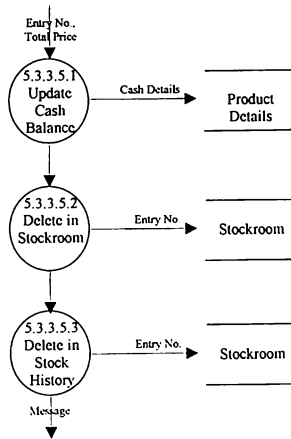 Entry No.,
Total Price
5.3.3.5.1
Update
Cash
Balance
Cash Details
Product
Details
5.3.3.5.2
Delete in
Stockroom
Entry No
Stockroom
5.3.3.5.3
Delete in
Stock
History
Entry No.
Stockroom
Message